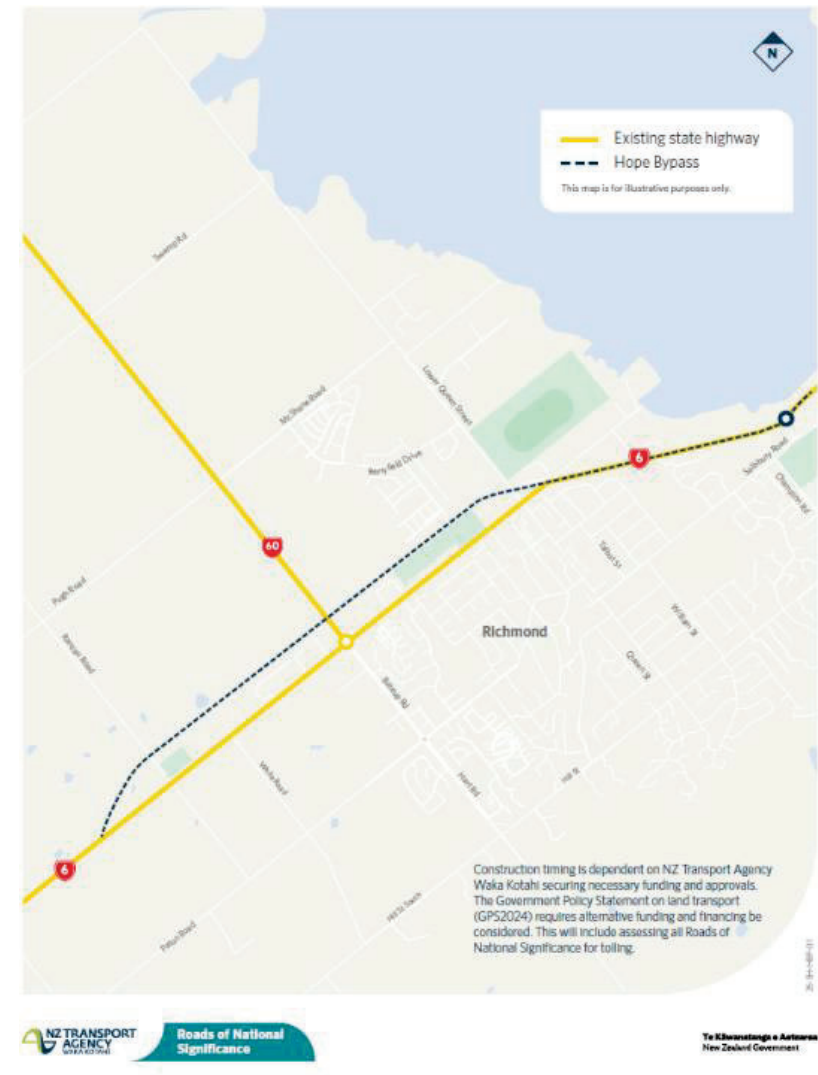 N
Existing state highway
Hope Bypass
This map is for illustrative purposes only.
Swamp Rd
Lower Queen Street
McShane Road
Berryfield Drive
6
Salisbury Road
Champion Rd
60
Talbot St
Pugh Road
William St
Richmond
Ranzau Road
Queen St
Bateup Rd
White Road
Hart Rd
Hill St
6
Construction timing is dependent on NZ Transport Agency
Waka Kotahi securing necessary funding and approvals.
The Government Policy Statement on land transport
(GPS2024) requires alternative funding and financing be
considered. This will include assessing all Roads of
National Significance for tolling.
Hill St South
Paton Road
NZ TRANSPORT
AGENCY
WAKA KOTAHI
Roads of National
Significance
Te Kāwanatanga o Aotearoa
New Zealand Government